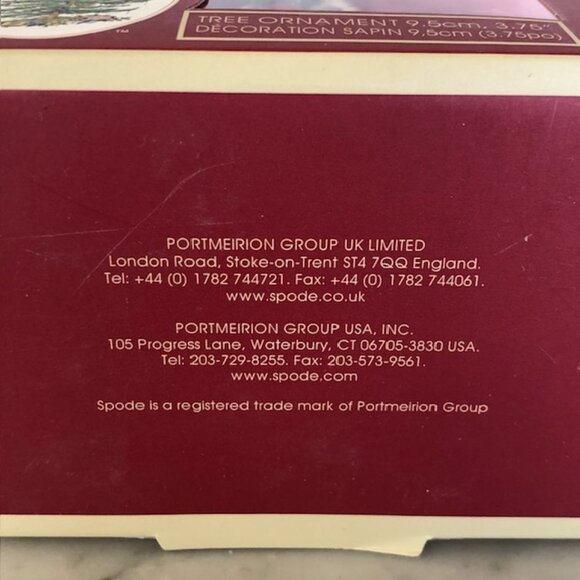 ™
TREE ORNAMENT 9.5cm, 3.75"
DÉCORATION SAPIN 9,5cm (3.75po)
PORTMEIRION GROUP UK LIMITED
London Road, Stoke-on-Trent ST4 7QQ England.
Tel: +44 (0) 1782 744721. Fax: +44 (0) 1782 744061.
www.spode.co.uk
PORTMEIRION GROUP USA, INC.
105 Progress Lane, Waterbury, CT 06705-3830 USA.
Tel: 203-729-8255. Fax: 203-573-9561.
www.spode.com
Spode is a registered trade mark of Portmeirion Group